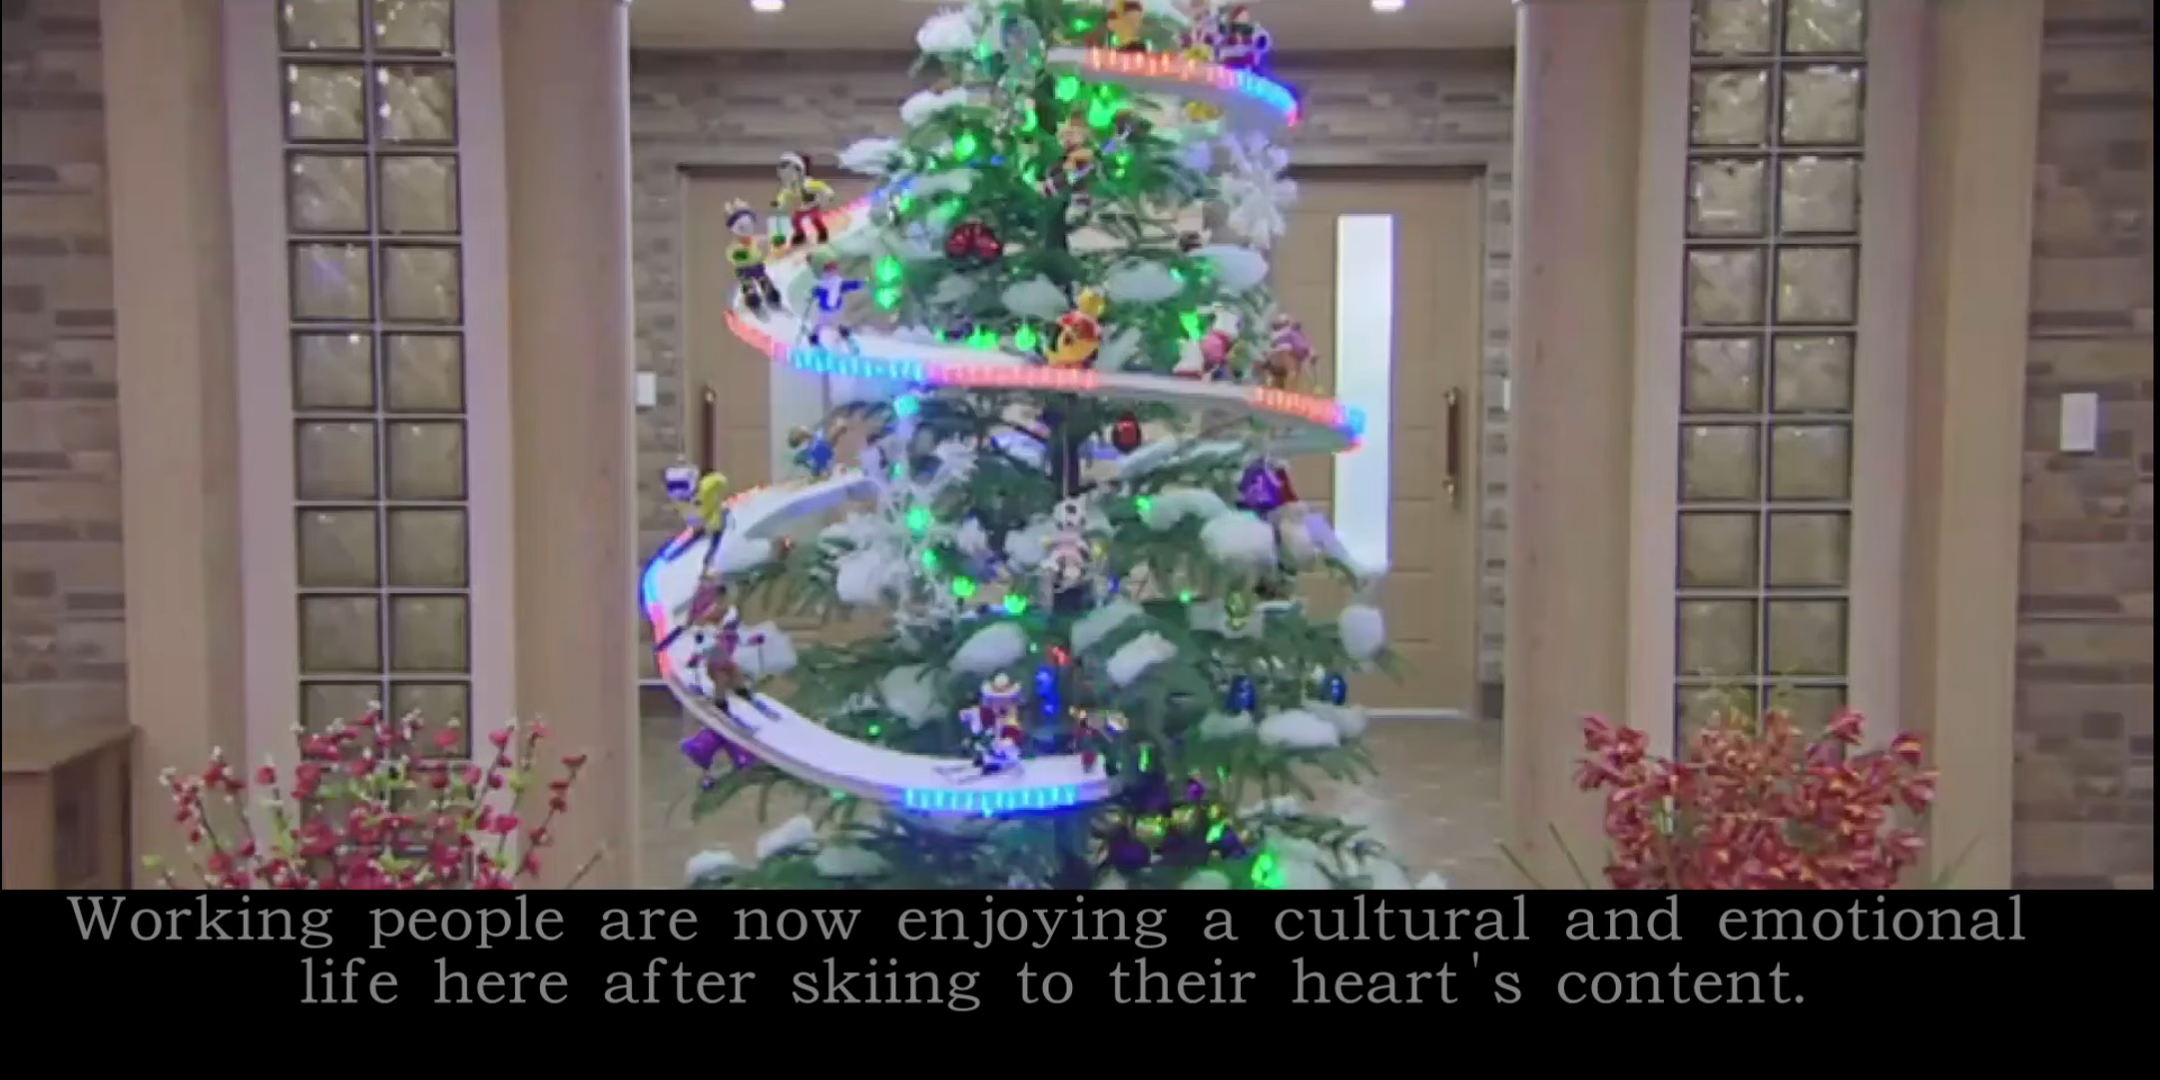 Working people are now enjoying a cultural and emotional
life here after skiing to their heart's content.